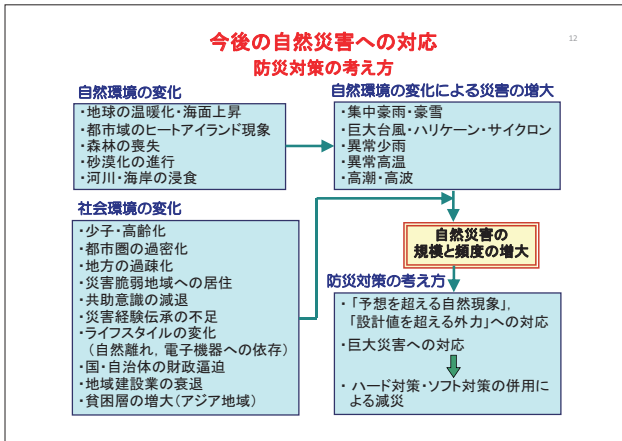 12
今後の自然災害への対応
防災対策の考え方
自然環境の変化
・地球の温暖化・海面上昇
・都市域のヒートアイランド現象
・森林の喪失
・砂漠化の進行
・河川・海岸の浸食
自然環境の変化による災害の増大
・集中豪雨・豪雪
・巨大台風・ハリケーン・サイクロン
・異常少雨
・異常高温
・高潮・高波
社会環境の変化
・少子・高齢化
・都市圏の過密化
・地方の過疎化
・災害脆弱地域への居住
・共助意識の減退
・災害経験伝承の不足
・ライフスタイルの変化
（自然離れ，電子機器への依存）
・国・自治体の財政逼迫
・地域建設業の衰退
・貧困層の増大（アジア地域）
自然災害の
規模と頻度の増大
防災対策の考え方
・「予想を超える自然現象」，
「設計値を超える外力」への対応
・巨大災害への対応
・ハード対策・ソフト対策の併用によ
る減災